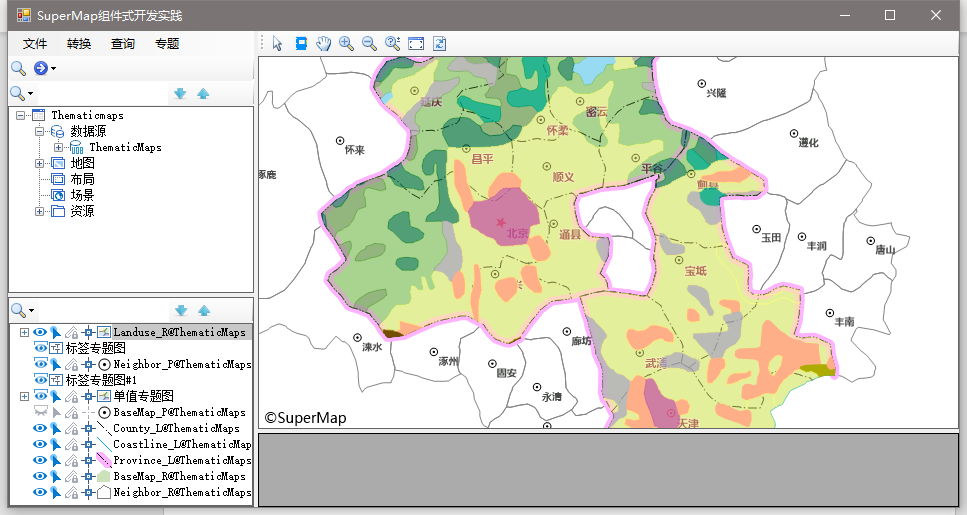 SuperMap组件式开发实践
文件 转换 查询 专题
Thematicmaps
数据源
ThematicMaps
地图
布局
场景
资源
Landuse_R@ThematicMaps
标签专题图
Neighbor_P@ThematicMaps
标签专题图#1
单值专题图
BaseMap_P@ThematicMaps
County_L@ThematicMaps
Coastline_L@ThematicMaps
Province_L@ThematicMaps
BaseMap_R@ThematicMaps
Neighbor_R@ThematicMaps
兴隆
延庆
密云
怀柔
遵化
怀来
昌平
平谷
涿鹿
顺义
蓟县
北京
通县
玉田
丰润
唐山
宝坻
丰南
涞水
廊坊
涿州
武清
固安
永清
天津
©SuperMap